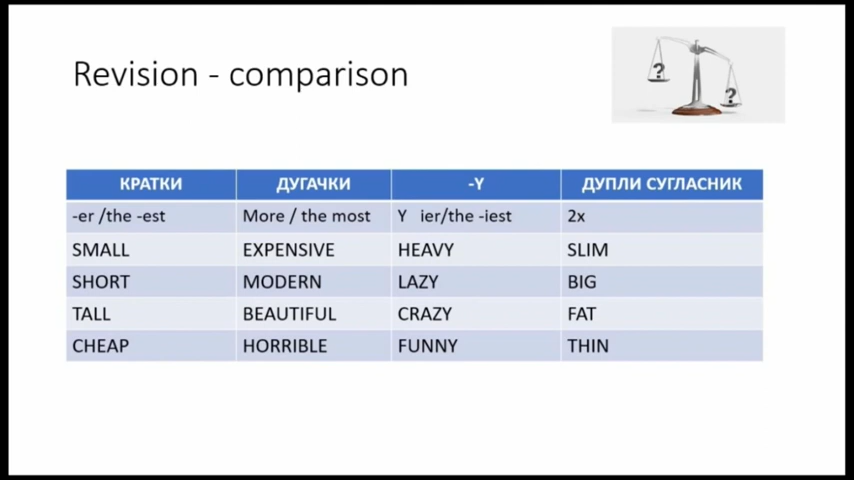 Revision - comparison
? ?
КРАТКИ ДУГАЧКИ -Y ДУПЛИ СУГЛАСНИК
-er /the -est More / the most Y ier/the -iest 2x
SMALL EXPENSIVE HEAVY SLIM
SHORT MODERN LAZY BIG
TALL BEAUTIFUL CRAZY FAT
CHEAP HORRIBLE FUNNY THIN